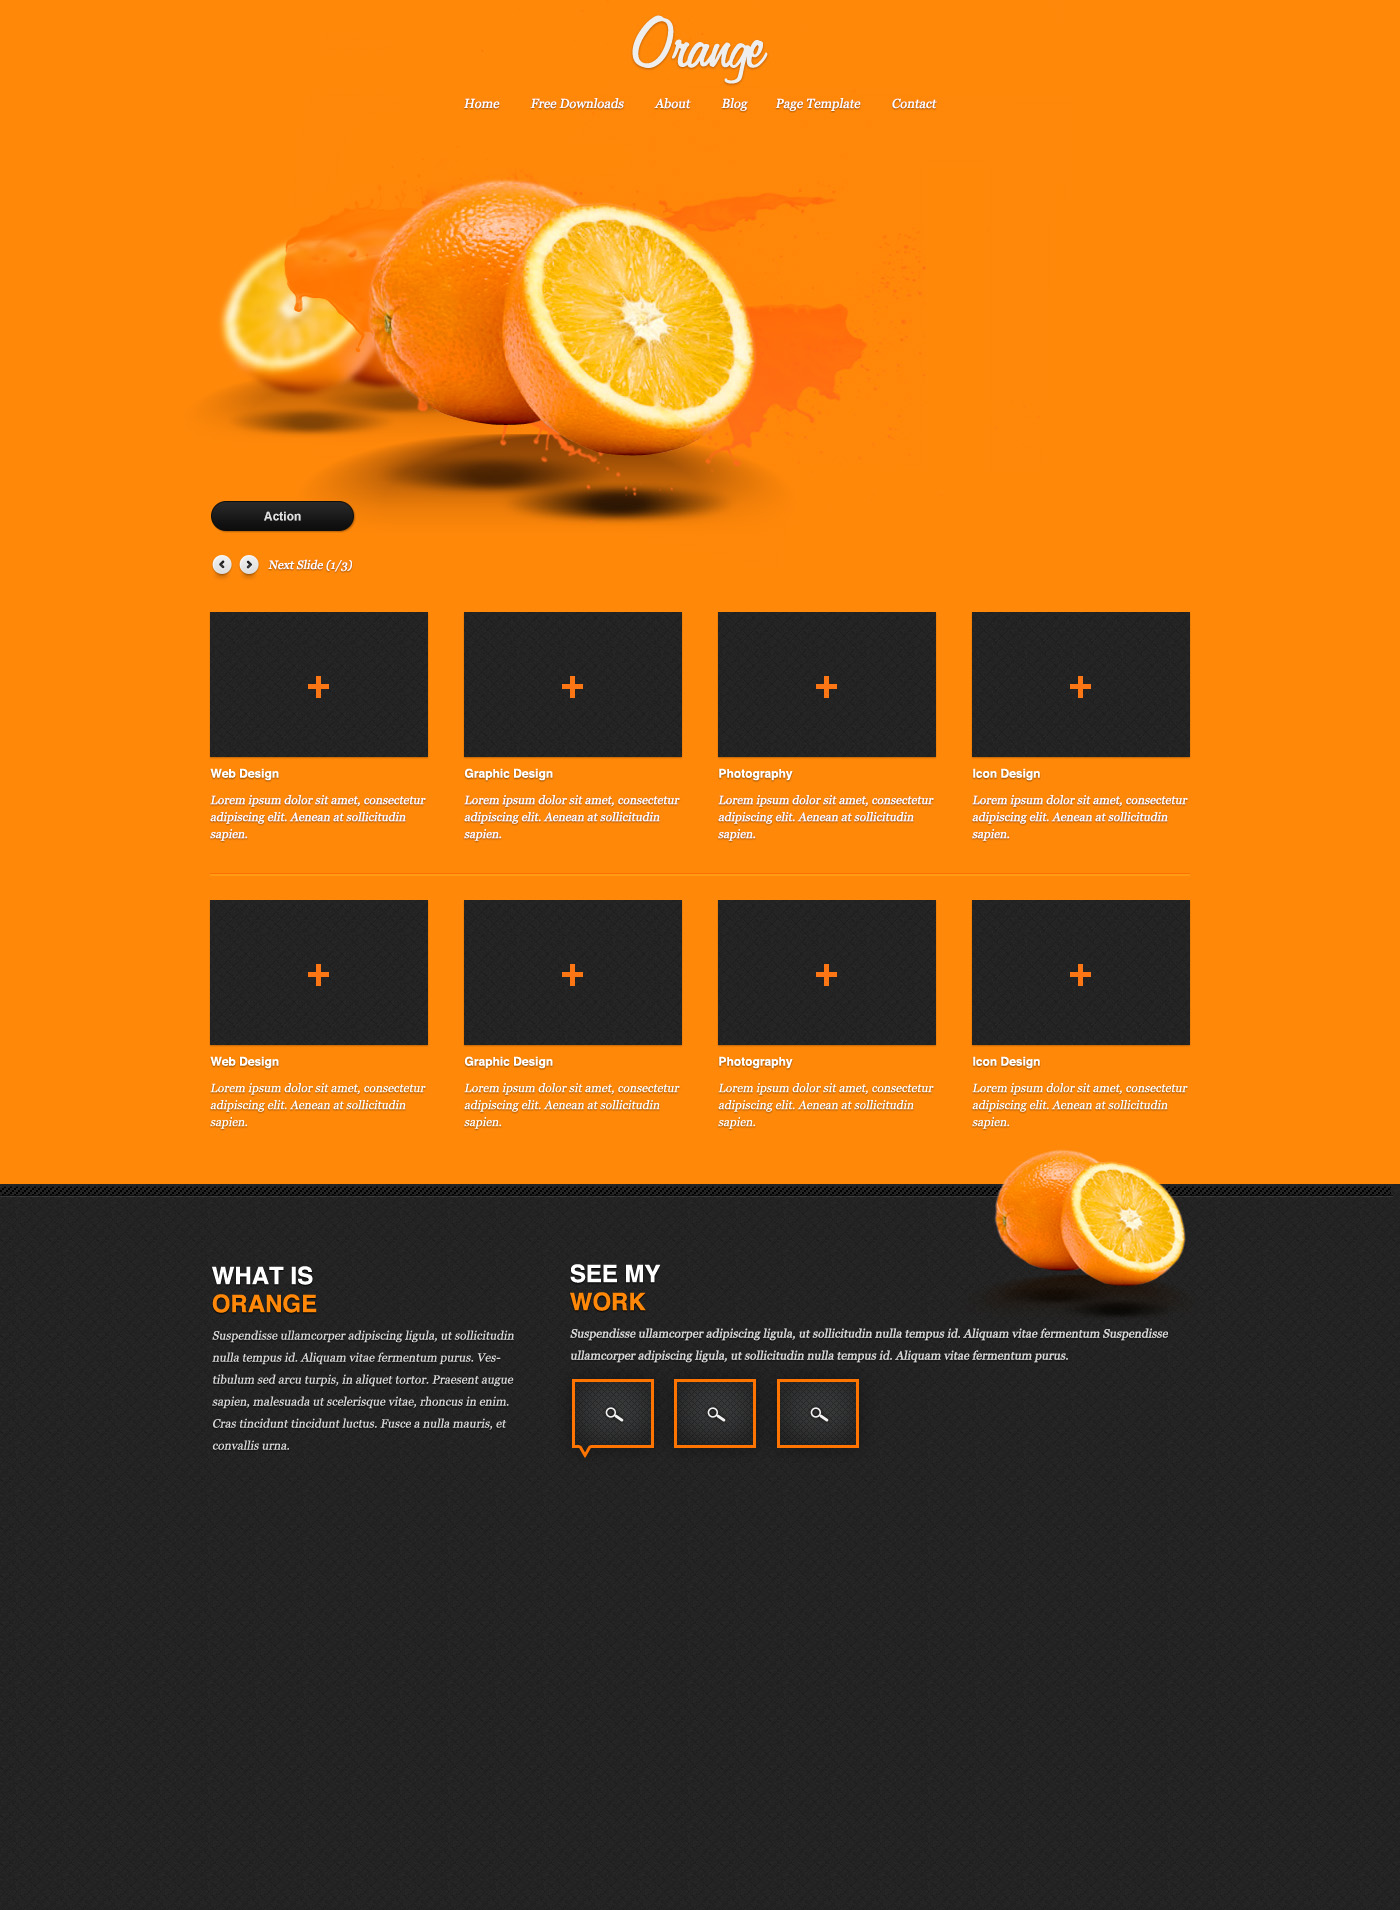 Orange
Home Free Downloads About Blog Page Template Contact
Action
Next Slide (1/3)
Web Design
Lorem ipsum dolor sit amet, consectetur
adipiscing elit. Aenean at sollicitudin
sapien.
Graphic Design
Lorem ipsum dolor sit amet, consectetur
adipiscing elit. Aenean at sollicitudin
sapien.
Photography
Lorem ipsum dolor sit amet, consectetur
adipiscing elit. Aenean at sollicitudin
sapien.
Icon Design
Lorem ipsum dolor sit amet, consectetur
adipiscing elit. Aenean at sollicitudin
sapien.
Web Design
Lorem ipsum dolor sit amet, consectetur
adipiscing elit. Aenean at sollicitudin
sapien.
Graphic Design
Lorem ipsum dolor sit amet, consectetur
adipiscing elit. Aenean at sollicitudin
sapien.
Photography
Lorem ipsum dolor sit amet, consectetur
adipiscing elit. Aenean at sollicitudin
sapien.
Icon Design
Lorem ipsum dolor sit amet, consectetur
adipiscing elit. Aenean at sollicitudin
sapien.
WHAT IS
ORANGE
Suspendisse ullamcorper adipiscing ligula, ut sollicitudin
nulla tempus id. Aliquam vitae fermentum purus. Ves-
tibulum sed arcu turpis, in aliquet tortor. Praesent augue
sapien, malesuada ut scelerisque vitae, rhoncus in enim.
Cras tincidunt tincidunt luctus. Fusce a nulla mauris, et
convallis urna.
SEE MY
WORK
Suspendisse ullamcorper adipiscing ligula, ut sollicitudin nulla tempus id. Aliquam vitae fermentum Suspendisse
ullamcorper adipiscing ligula, ut sollicitudin nulla tempus id. Aliquam vitae fermentum purus.